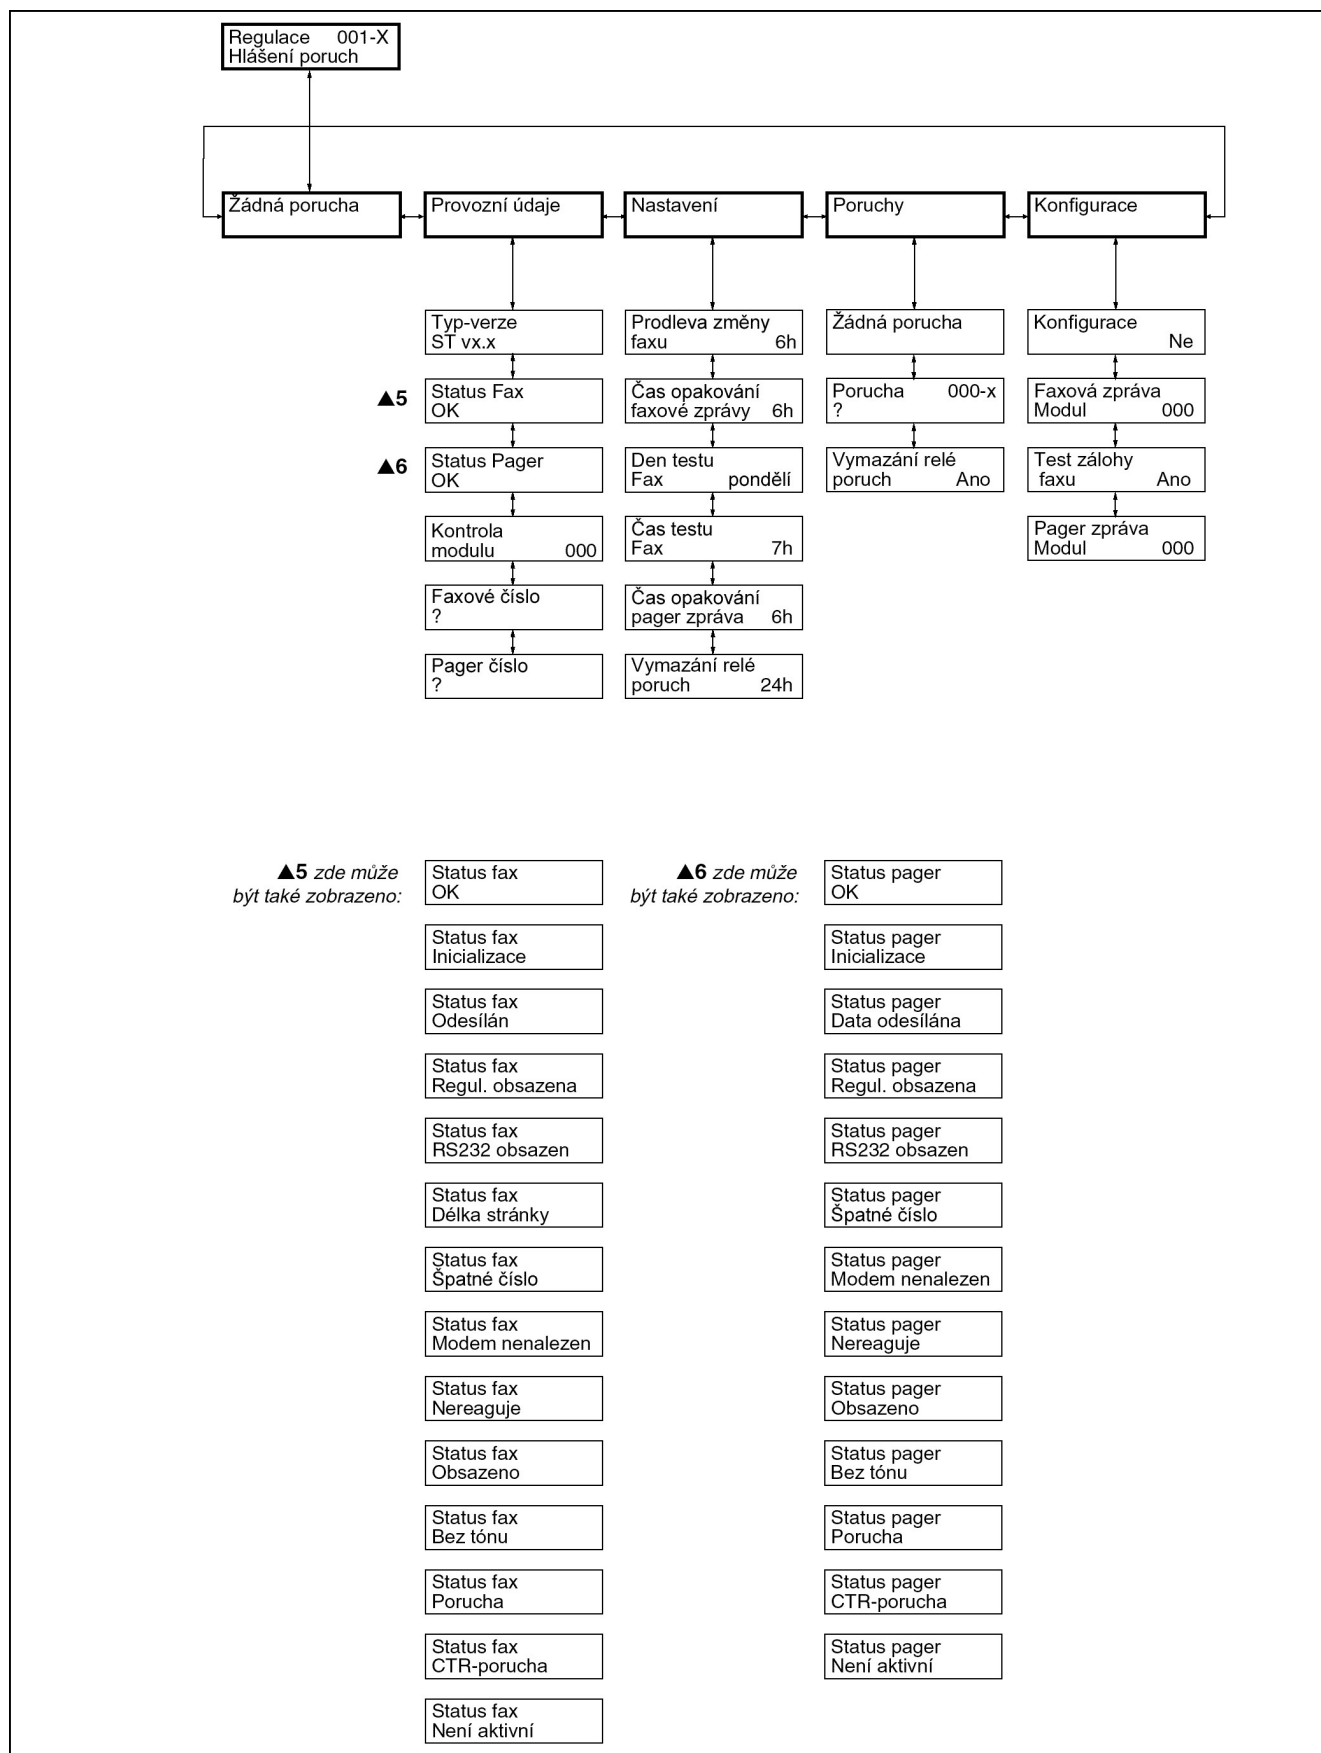 Regulace 001-X
Hlášení poruch
Žádná porucha
Provozní údaje
Nastavení
Poruchy
Konfigurace
Typ-verze
ST vx.x
▲5
Status Fax
OK
▲6
Status Pager
OK
Kontrola
modulu 000
Faxové číslo
?
Pager číslo
?
Prodleva změny
faxu 6h
Čas opakování
faxové zprávy 6h
Den testu
Fax pondělí
Čas testu
Fax 7h
Čas opakování
pager zpráva 6h
Vymazání relé
poruch 24h
Žádná porucha
Porucha 000-x
?
Vymazání relé
poruch Ano
Konfigurace
Ne
Faxová zpráva
Modul 000
Test zálohy
faxu Ano
Pager zpráva
Modul 000
▲5 zde může
být také zobrazeno:
Status fax
OK
Status fax
Inicializace
Status fax
Odesílán
Status fax
Regul. obsazena
Status fax
RS232 obsazen
Status fax
Délka stránky
Status fax
Špatné číslo
Status fax
Modem nenalezen
Status fax
Nereaguje
Status fax
Obsazeno
Status fax
Bez tónu
Status fax
Porucha
Status fax
CTR-porucha
Status fax
Není aktivní
▲6 zde může
být také zobrazeno:
Status pager
OK
Status pager
Inicializace
Status pager
Data odesílána
Status pager
Regul. obsazena
Status pager
RS232 obsazen
Status pager
Špatné číslo
Status pager
Modem nenalezen
Status pager
Nereaguje
Status pager
Obsazeno
Status pager
Bez tónu
Status pager
Porucha
Status pager
CTR-porucha
Status pager
Není aktivní